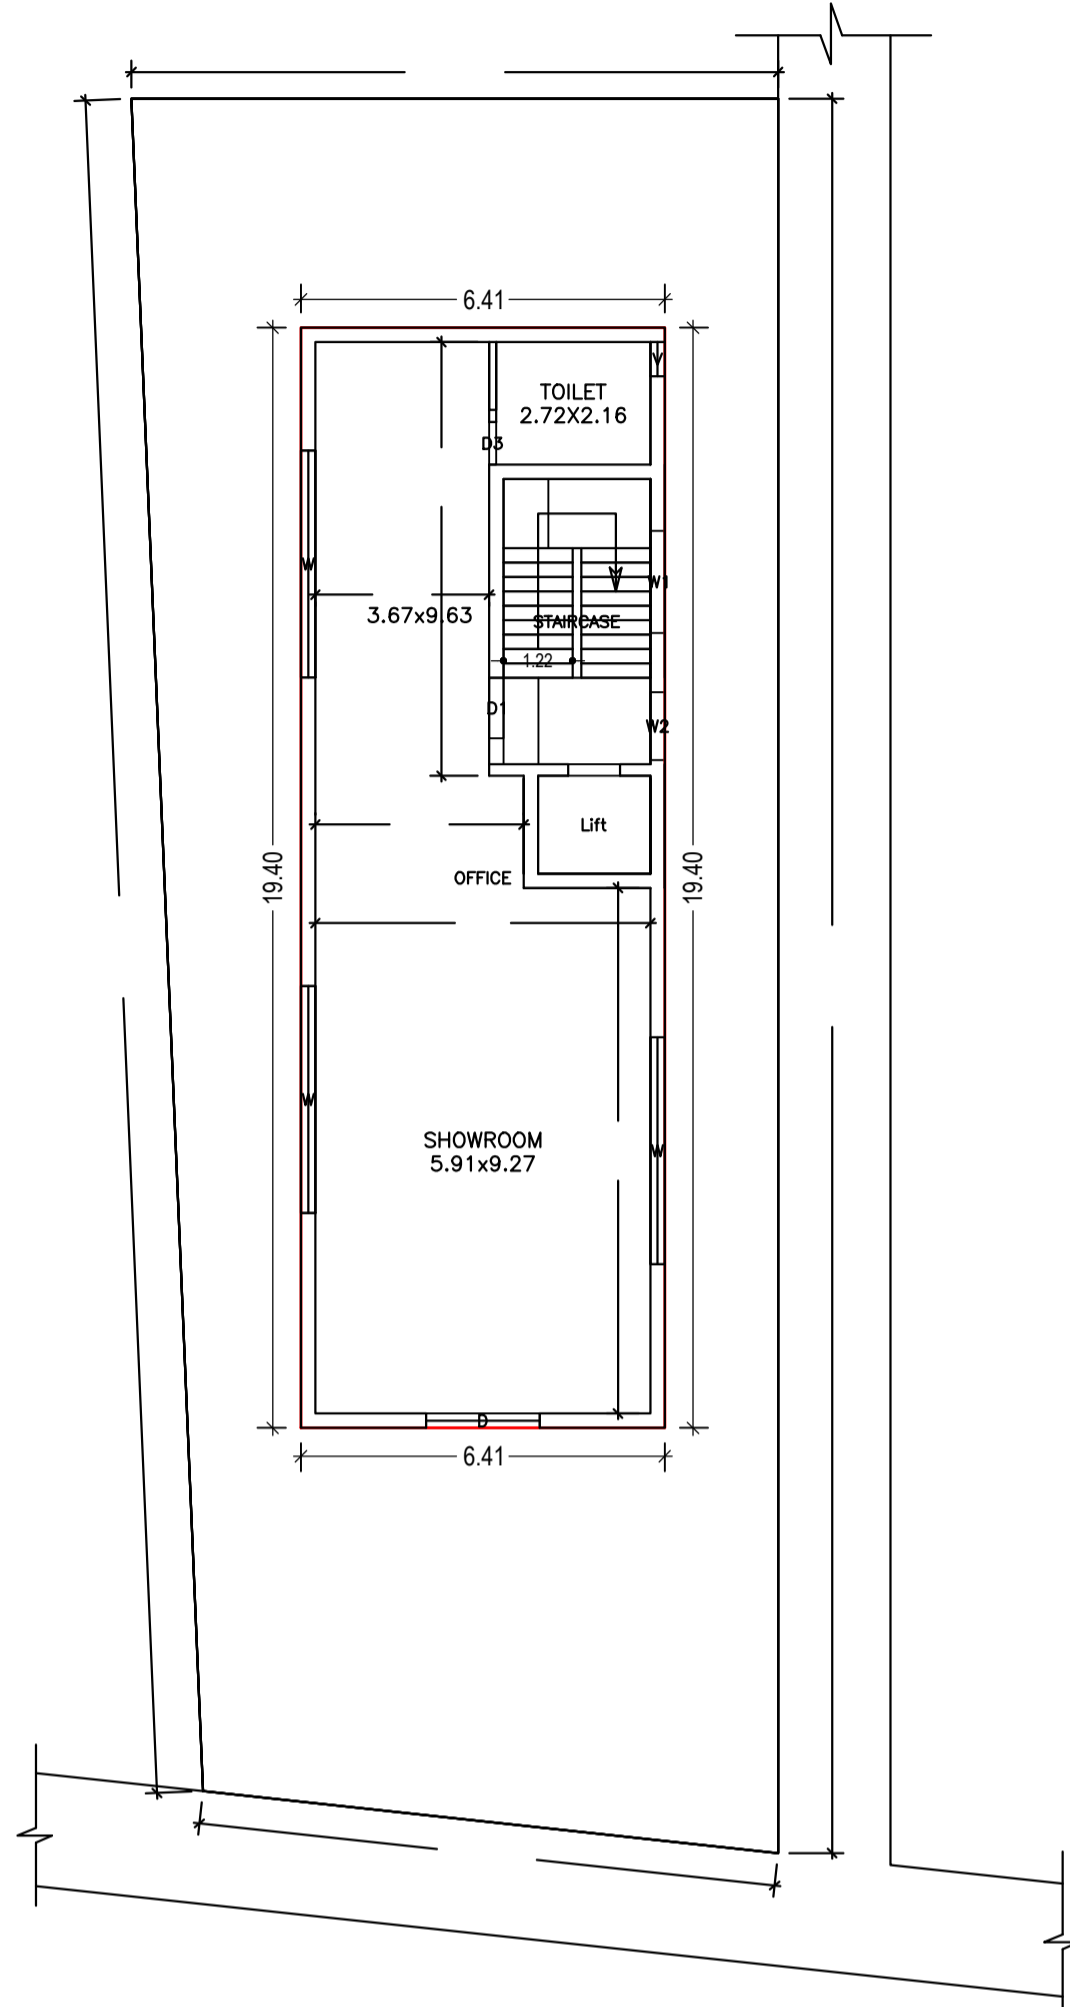 6.41
TOILET
2.72X2.16
V
D3
W
W1
3.67x9.63
STAIRCASE
1.22
D1
W2
Lift
19.40
19.40
OFFICE
W
SHOWROOM
5.91x9.27
W
D
6.41